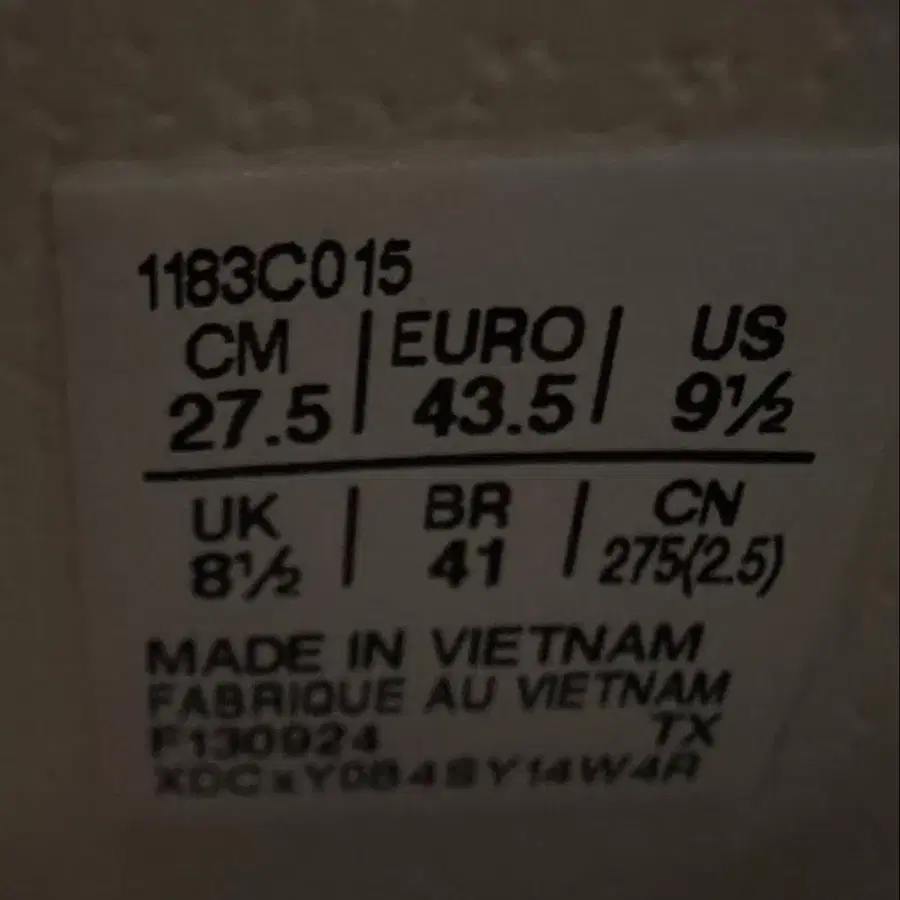 1183C015
CM | EURO | US
27.5 | 43.5 | 9½
UK | BR | CN
8½ | 41 | 275(2.5)
MADE IN VIETNAM
FABRIQUE AU VIETNAM
F130924 TX